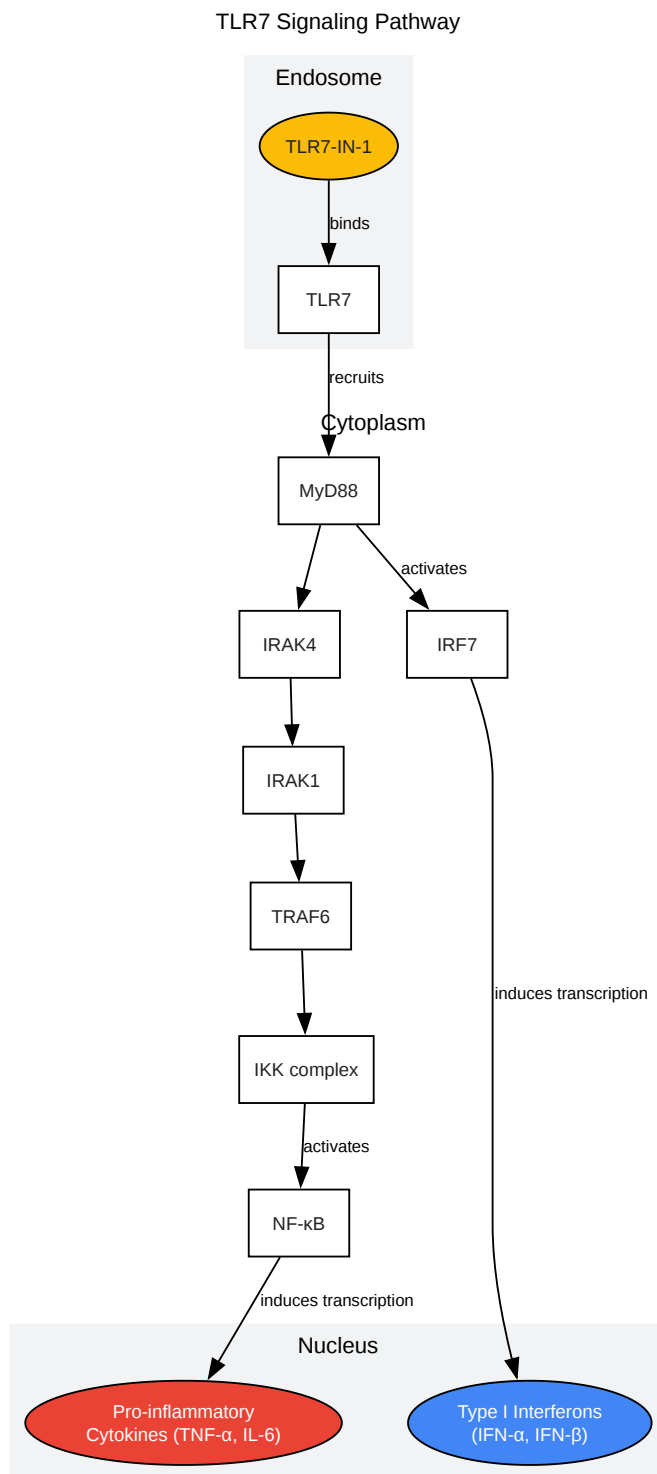 TLR7 Signaling Pathway
Endosome
TLR7-IN-1
binds
TLR7
recruits
Cytoplasm
MyD88
activates
IRAK4
IRF7
IRAK1
TRAF6
induces transcription
IKK complex
activates
NF-κB
induces transcription
Nucleus
Pro-inflammatory
Cytokines (TNF-α, IL-6)
Type I Interferons
(IFN-α, IFN-β)